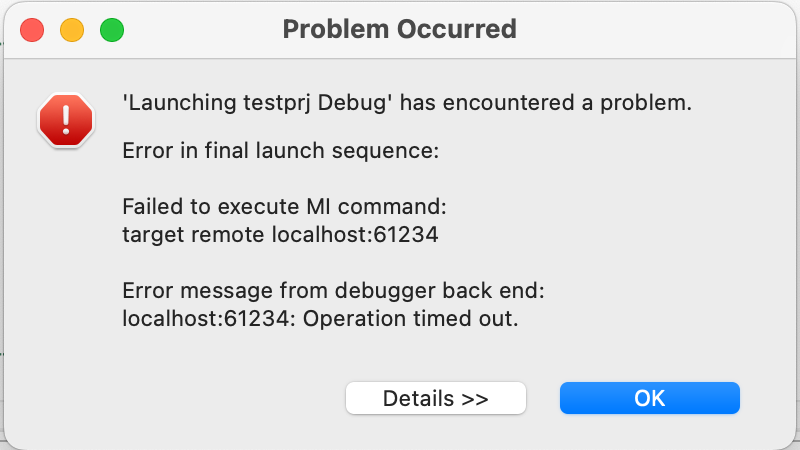 Problem Occurred
'Launching testprj Debug' has encountered a problem.
Error in final launch sequence:
Failed to execute MI command:
target remote localhost:61234
Error message from debugger back end:
localhost:61234: Operation timed out.
Details >>
OK